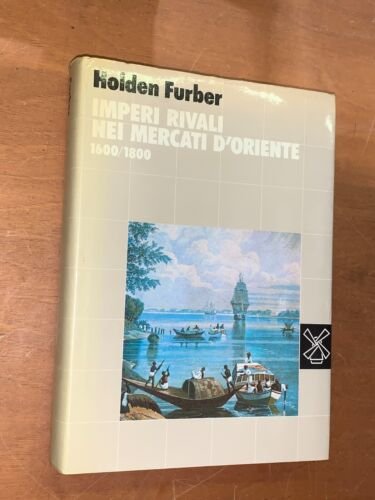 Holden Furber
IMPERI RIVALI
NEI MERCATI D'ORIENTE
1600/1800